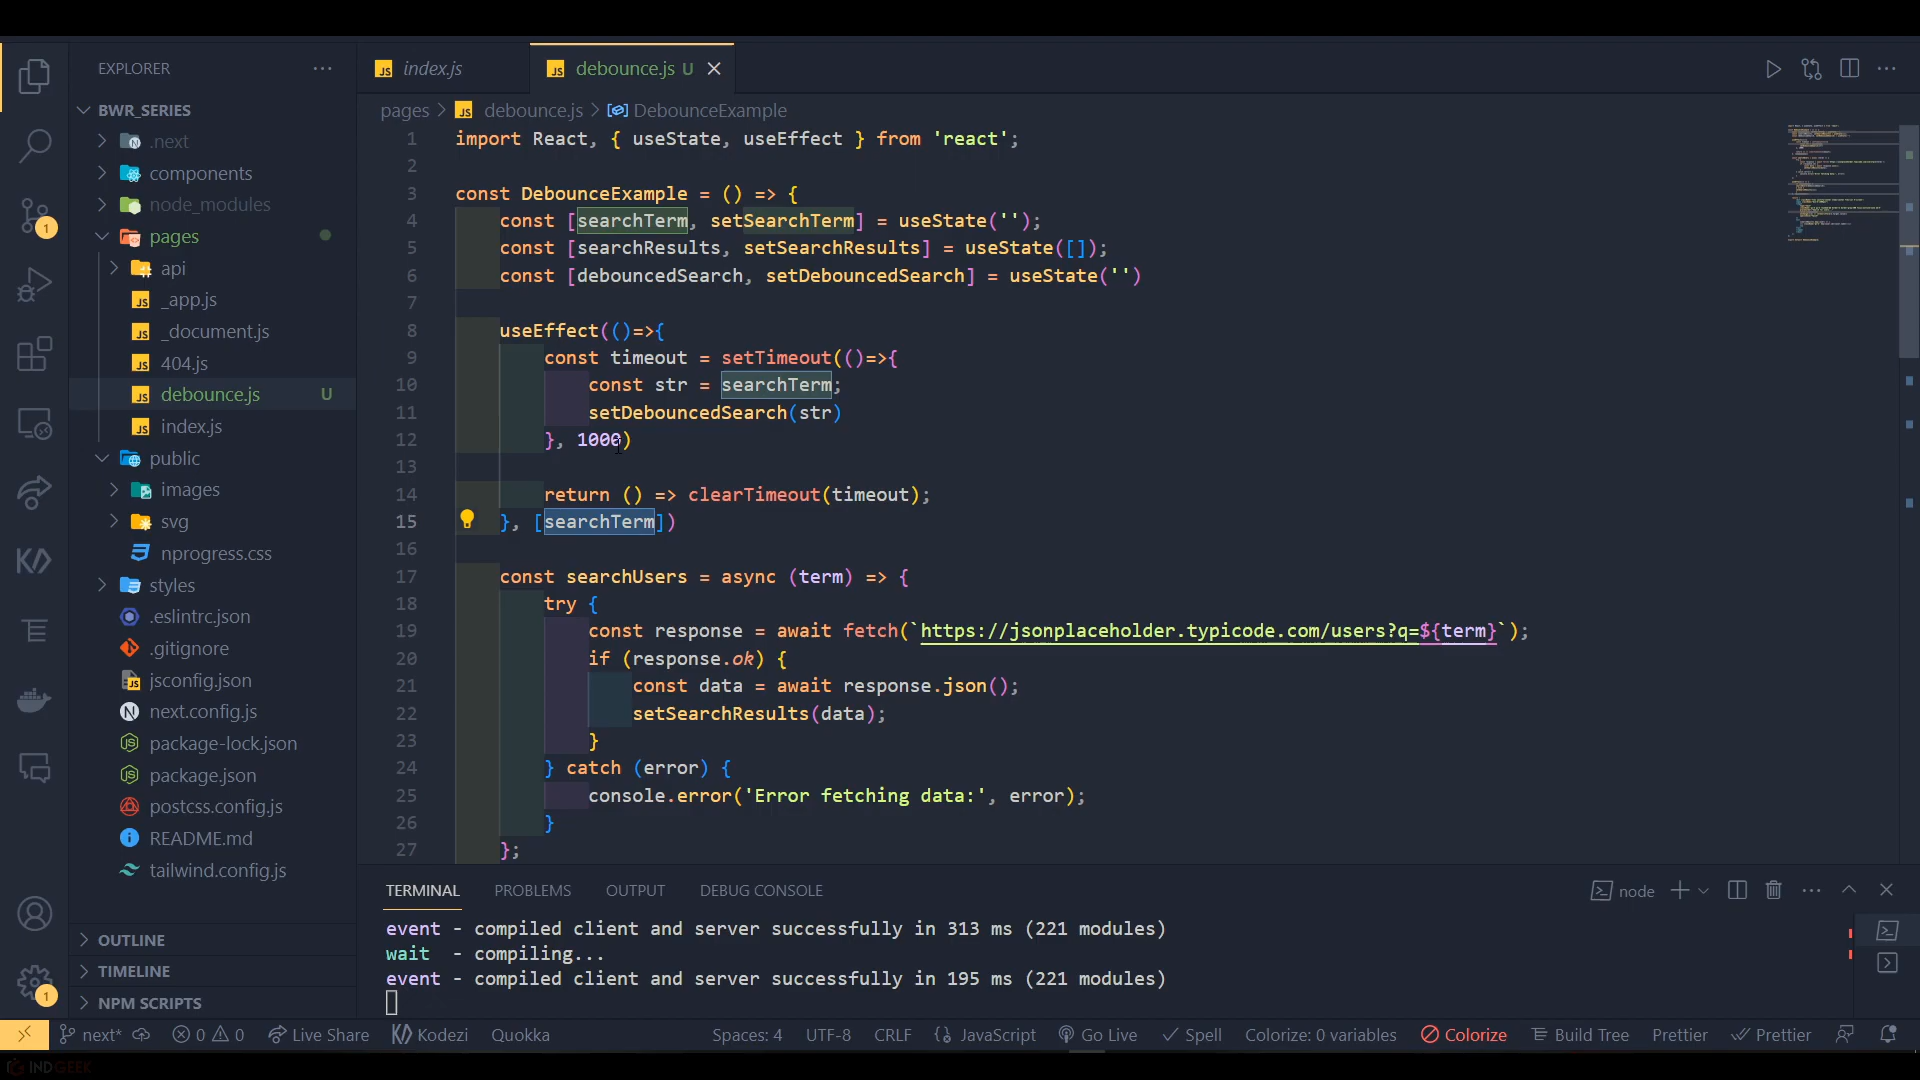 EXPLORER
BWR_SERIES
.next
components
node_modules
pages
api
_app.js
_document.js
404.js
debounce.js U
index.js
public
images
svg
nprogress.css
styles
.eslintrc.json
.gitignore
jsconfig.json
next.config.js
package-lock.json
package.json
postcss.config.js
README.md
tailwind.config.js
OUTLINE
TIMELINE
NPM SCRIPTS
1
1
index.js
debounce.js U
pages > debounce.js > DebounceExample
1 import React, { useState, useEffect } from 'react';
2
3 const DebounceExample = () => {
4 const [searchTerm, setSearchTerm] = useState('');
5 const [searchResults, setSearchResults] = useState([]);
6 const [debouncedSearch, setDebouncedSearch] = useState('')
7
8 useEffect(()=>{
9 const timeout = setTimeout(()=>{
10 const str = searchTerm;
11 setDebouncedSearch(str)
12 }, 1000)
13
14 return () => clearTimeout(timeout);
15 }, [searchTerm])
16
17 const searchUsers = async (term) => {
18 try {
19 const response = await fetch(`https://jsonplaceholder.typicode.com/users?q=${term}`);
20 if (response.ok) {
21 const data = await response.json();
22 setSearchResults(data);
23 }
24 } catch (error) {
25 console.error('Error fetching data:', error);
26 }
27 };
TERMINAL PROBLEMS OUTPUT DEBUG CONSOLE
node
event - compiled client and server successfully in 313 ms (221 modules)
wait - compiling...
event - compiled client and server successfully in 195 ms (221 modules)
next* 0 0 Live Share Kodezi Quokka Spaces: 4 UTF-8 CRLF {} JavaScript Go Live Spell Colorize: 0 variables Colorize Build Tree Prettier Prettier
INDGEEK